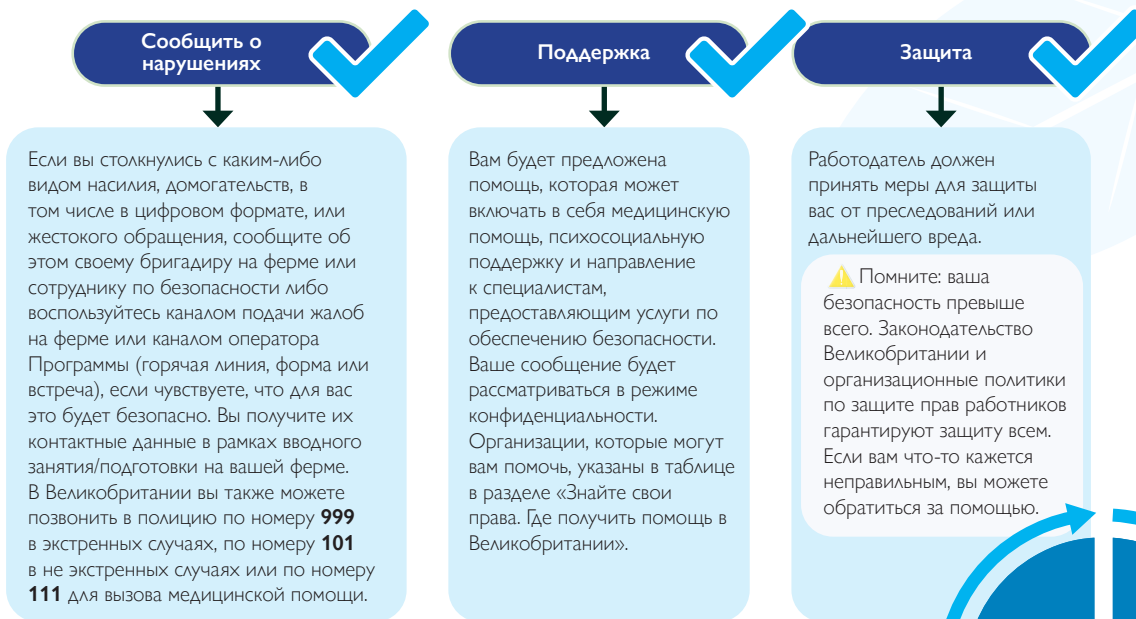 Сообщить о
нарушениях
Если вы столкнулись с каким-либо
видом насилия, домогательств, в
том числе в цифровом формате, или
жестокого обращения, сообщите об
этом своему бригадиру на ферме или
сотруднику по безопасности либо
воспользуйтесь каналом подачи жалоб
на ферме или каналом оператора
Программы (горячая линия, форма или
встреча), если чувствуете, что для вас
это будет безопасно. Вы получите их
контактные данные в рамках вводного
занятия/подготовки на вашей ферме.
В Великобритании вы также можете
позвонить в полицию по номеру 999
в экстренных случаях, по номеру 101
в не экстренных случаях или по номеру
111 для вызова медицинской помощи.
Поддержка
Вам будет предложена
помощь, которая может
включать в себя медицинскую
помощь, психосоциальную
поддержку и направление
к специалистам,
предоставляющим услуги по
обеспечению безопасности.
Ваше сообщение будет
рассматриваться в режиме
конфиденциальности.
Организации, которые могут
вам помочь, указаны в таблице
в разделе «Знайте свои
права. Где получить помощь в
Великобритании».
Защита
Работодатель должен
принять меры для защиты
вас от преследований или
дальнейшего вреда.
Помните: ваша
безопасность превыше
всего. Законодательство
Великобритании и
организационные политики
по защите прав работников
гарантируют защиту всем.
Если вам что-то кажется
неправильным, вы можете
обратиться за помощью.